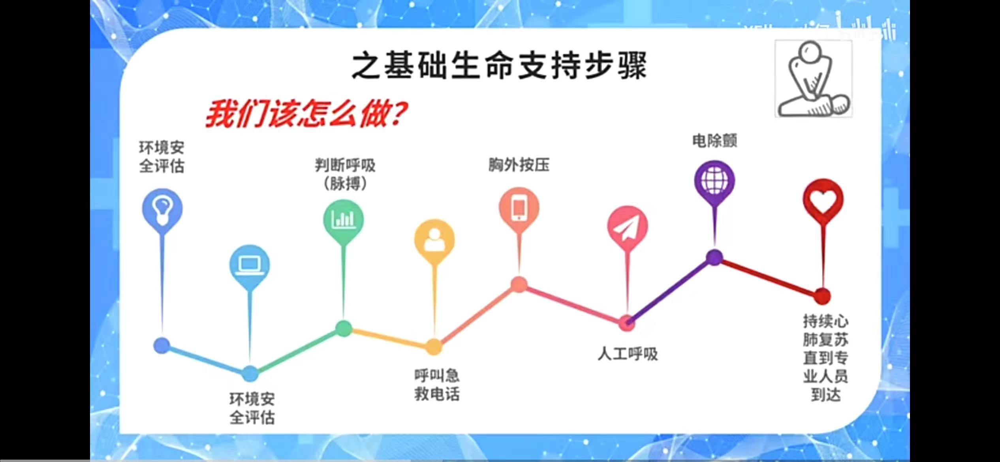 bilibili
之基础生命支持步骤
我们该怎么做?
环境安
全评估
环境安
全评估
判断呼吸
（脉搏）
呼叫急
救电话
胸外按压
人工呼吸
电除颤
持续心
肺复苏
直到专
业人员
到达